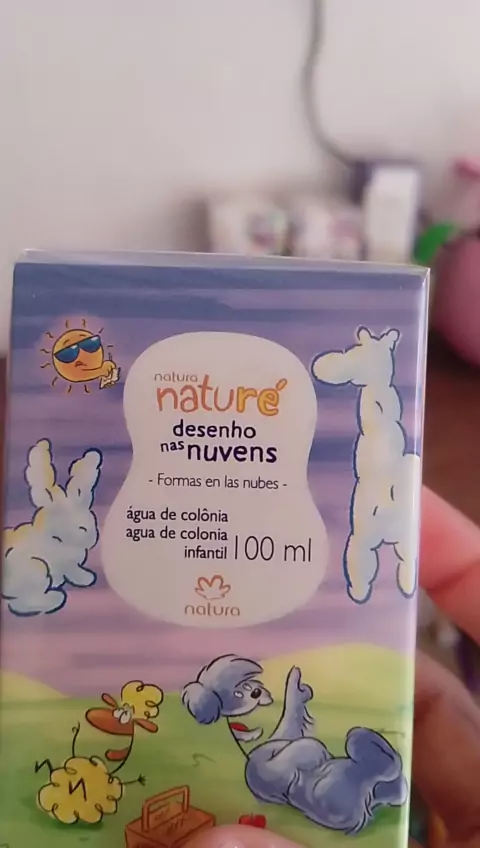 natura
naturé
desenho
nas nuvens
- Formas en las nubes -
água de colônia
agua de colonia
infantil 100 ml
natura